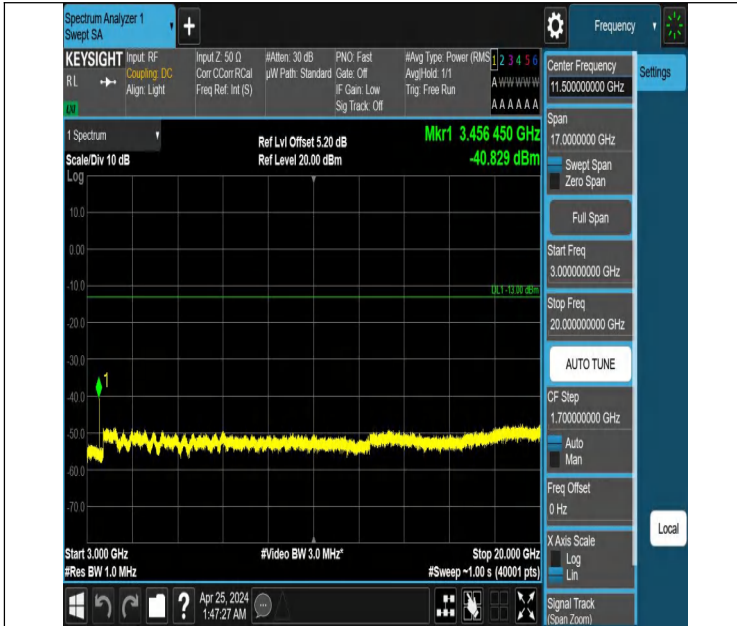 Spectrum Analyzer 1
Swept SA
+
Frequency
KEYSIGHT
RL
Input: RF
Coupling: DC
Align: Light
Input Z: 50 Ω
Corr CCorr RCal
Freq Ref: Int (S)
#Atten: 30 dB
µW Path: Standard
PNO: Fast
Gate: Off
IF Gain: Low
Sig Track: Off
#Avg Type: Power (RMS
Avg|Hold: 1/1
Trig: Free Run
1 2 3 4 5 6
A W W W W W
A A A A A A
Center Frequency
11.500000000 GHz
Settings
Span
17.0000000 GHz
Swept Span
Zero Span
Full Span
Start Freq
3.000000000 GHz
Stop Freq
20.000000000 GHz
AUTO TUNE
CF Step
1.700000000 GHz
Auto
Man
Freq Offset
0 Hz
X Axis Scale
Log
Lin
Signal Track
(Span Zoom)
Local
1 Spectrum
Scale/Div 10 dB
Ref Lvl Offset 5.20 dB
Ref Level 20.00 dBm
Mkr1 3.456 450 GHz
-40.829 dBm
Log
10.0
0.00
-10.0
DL1 -13.00 dBm
-20.0
-30.0
1
-40.0
-50.0
-60.0
-70.0
Start 3.000 GHz
#Video BW 3.0 MHz*
Stop 20.000 GHz
#Res BW 1.0 MHz
#Sweep ~1.00 s (40001 pts)
?
Apr 25, 2024
1:47:27 AM